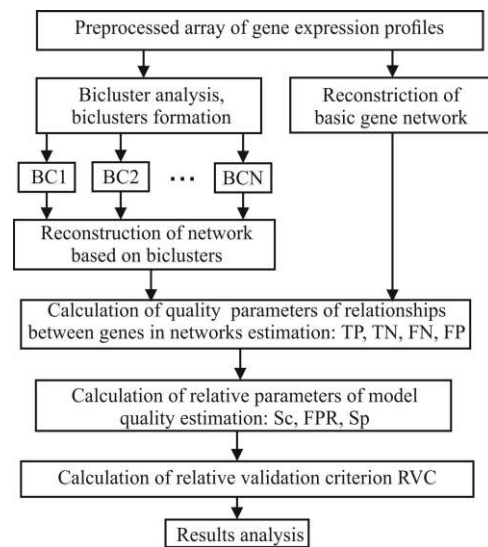 Preprocessed array of gene expression profiles
Bicluster analysis,
biclusters formation
Reconstriction of
basic gene network
BC1
BC2
...
BCN
Reconstruction of network
based on biclusters
Calculation of quality parameters of relationships
between genes in networks estimation: TP, TN, FN, FP
Calculation of relative parameters of model
quality estimation: Sc, FPR, Sp
Calculation of relative validation criterion RVC
Results analysis